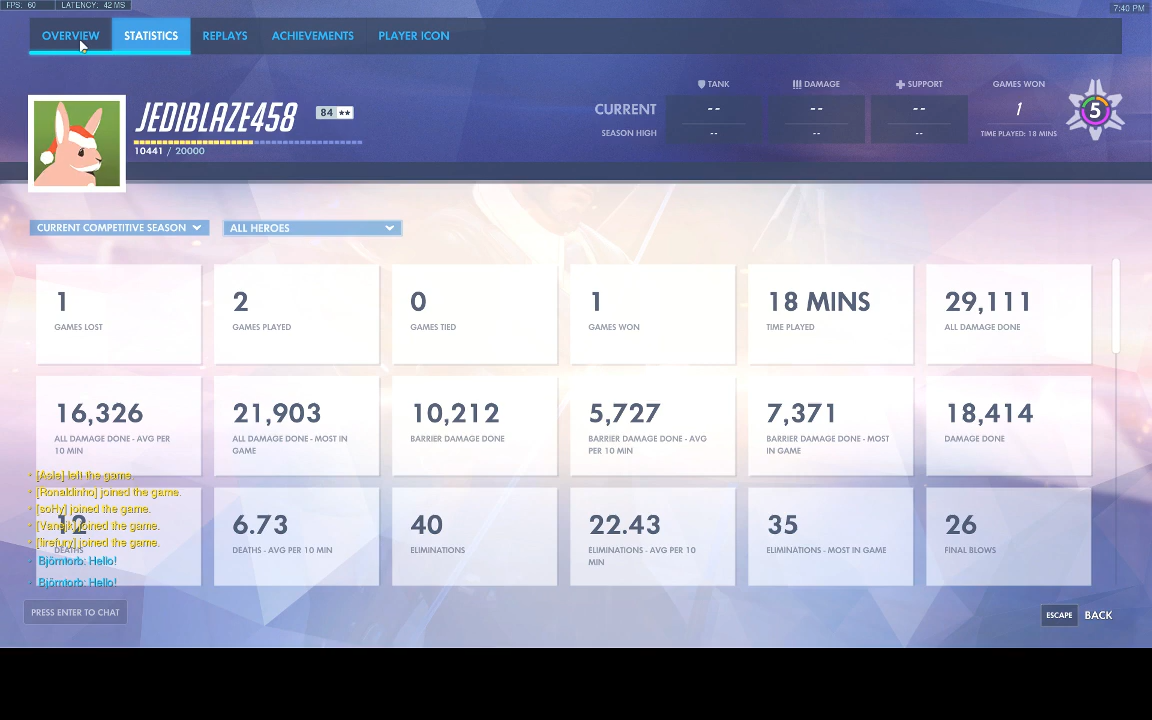 FPS: 60 LATENCY: 42 MS 7:40 PM
OVERVIEW STATISTICS REPLAYS ACHIEVEMENTS PLAYER ICON
TANK DAMAGE SUPPORT GAMES WON
JEDIBLAZE458 84 ★★
10441 / 20000
CURRENT -- -- -- 1 5
SEASON HIGH -- -- -- TIME PLAYED: 18 MINS
CURRENT COMPETITIVE SEASON ALL HEROES
1 2 0 1 18 MINS 29,111
GAMES LOST GAMES PLAYED GAMES TIED GAMES WON TIME PLAYED ALL DAMAGE DONE
16,326 21,903 10,212 5,727 7,371 18,414
ALL DAMAGE DONE - AVG PER ALL DAMAGE DONE - MOST IN BARRIER DAMAGE DONE BARRIER DAMAGE DONE - AVG BARRIER DAMAGE DONE - MOST DAMAGE DONE
10 MIN GAME PER 10 MIN IN GAME
[Asle] left the game.
[Ronaldinho] joined the game.
[soHy] joined the game.
12 6.73 40 22.43 35 26
[Vanejk] joined the game.
[lirefury] joined the game.
DEATHS DEATHS - AVG PER 10 MIN ELIMINATIONS ELIMINATIONS - AVG PER 10 ELIMINATIONS - MOST IN GAME FINAL BLOWS
MIN
Björntorb: Hello!
Björntorb: Hello!
PRESS ENTER TO CHAT
ESCAPE BACK